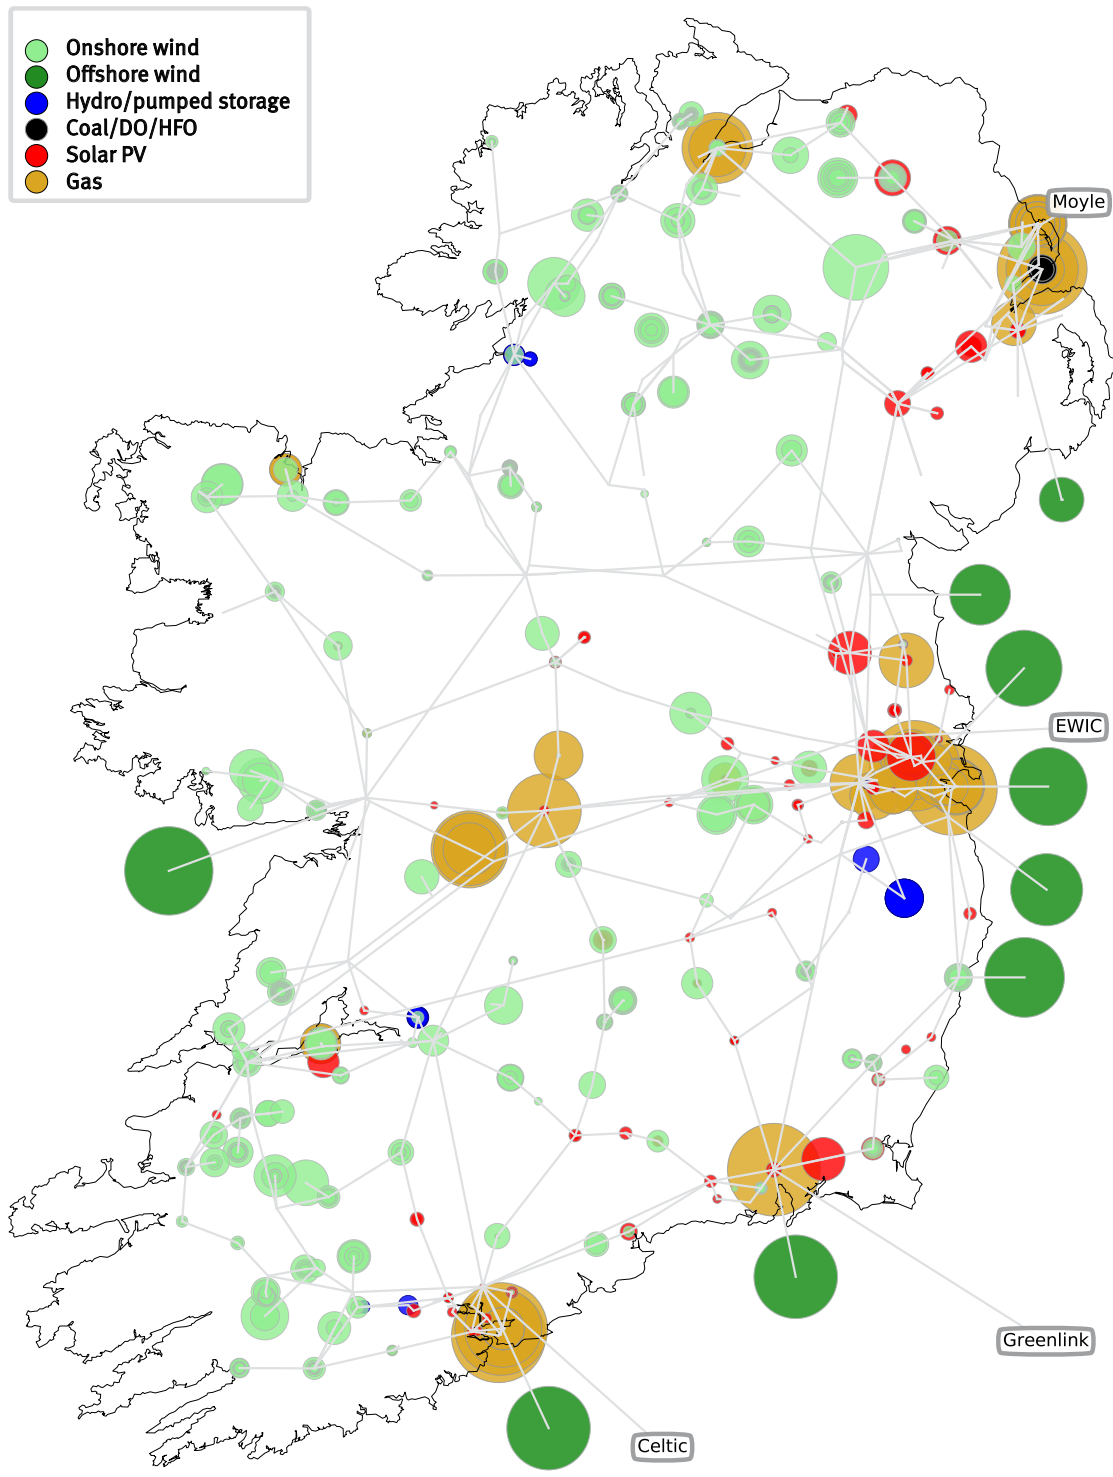 Onshore wind
Offshore wind
Hydro/pumped storage
Coal/DO/HFO
Solar PV
Gas
Moyle
EWIC
Greenlink
Celtic